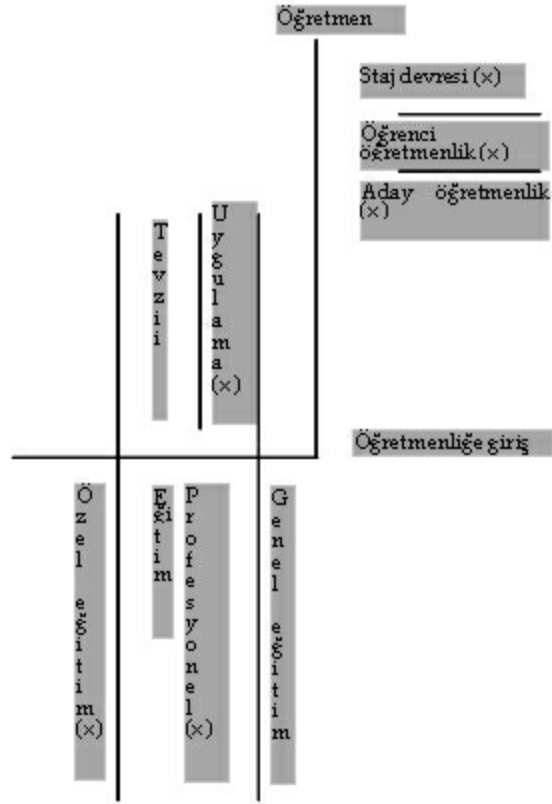 Öğretmen
Staj devresi (x)
Öğrenci
öğretmenlik (x)
Aday öğretmenlik
(x)
Tevzii
Uygulama (x)
Öğretmenliğe giriş
Özel eğitim (x)
Eğitim
Profesyonel (x)
Genel eğitim